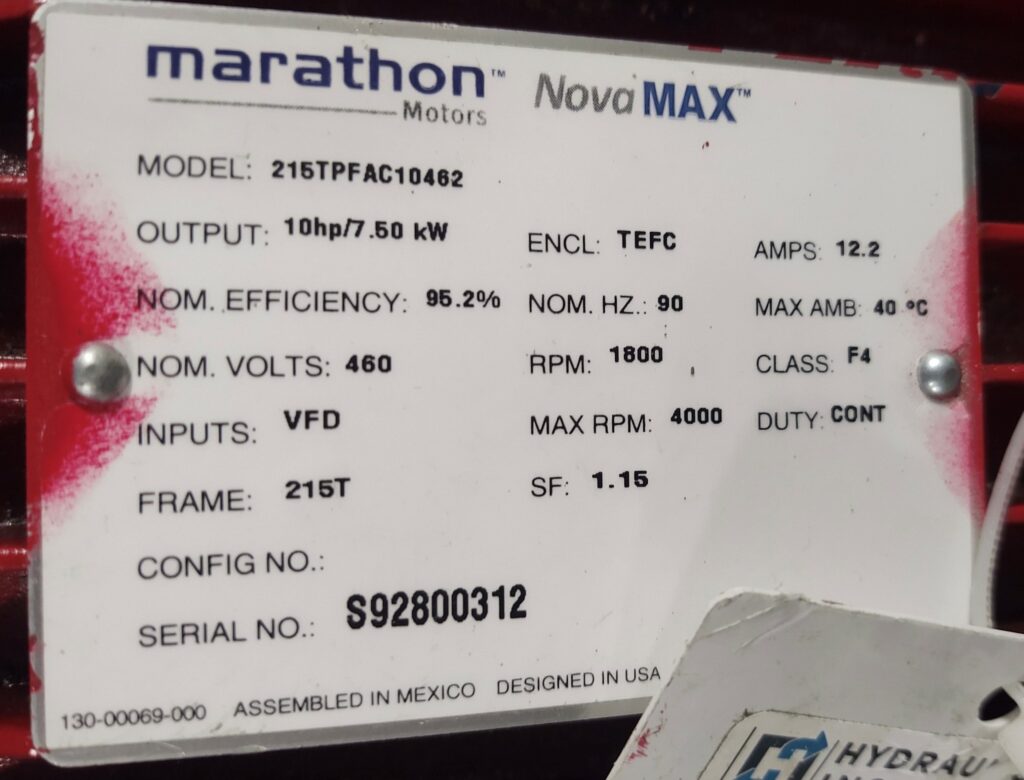 marathon™
Motors
Nova MAX™
MODEL: 215TPFAC10462
OUTPUT: 10hp/7.50 kW ENCL: TEFC AMPS: 12.2
NOM. EFFICIENCY: 95.2% NOM. HZ.: 90 MAX AMB: 40 °C
NOM. VOLTS: 460 RPM: 1800 CLASS: F4
INPUTS: VFD MAX RPM: 4000 DUTY: CONT
FRAME: 215T SF: 1.15
CONFIG NO.:
SERIAL NO.: S92800312
130-00069-000 ASSEMBLED IN MEXICO DESIGNED IN USA